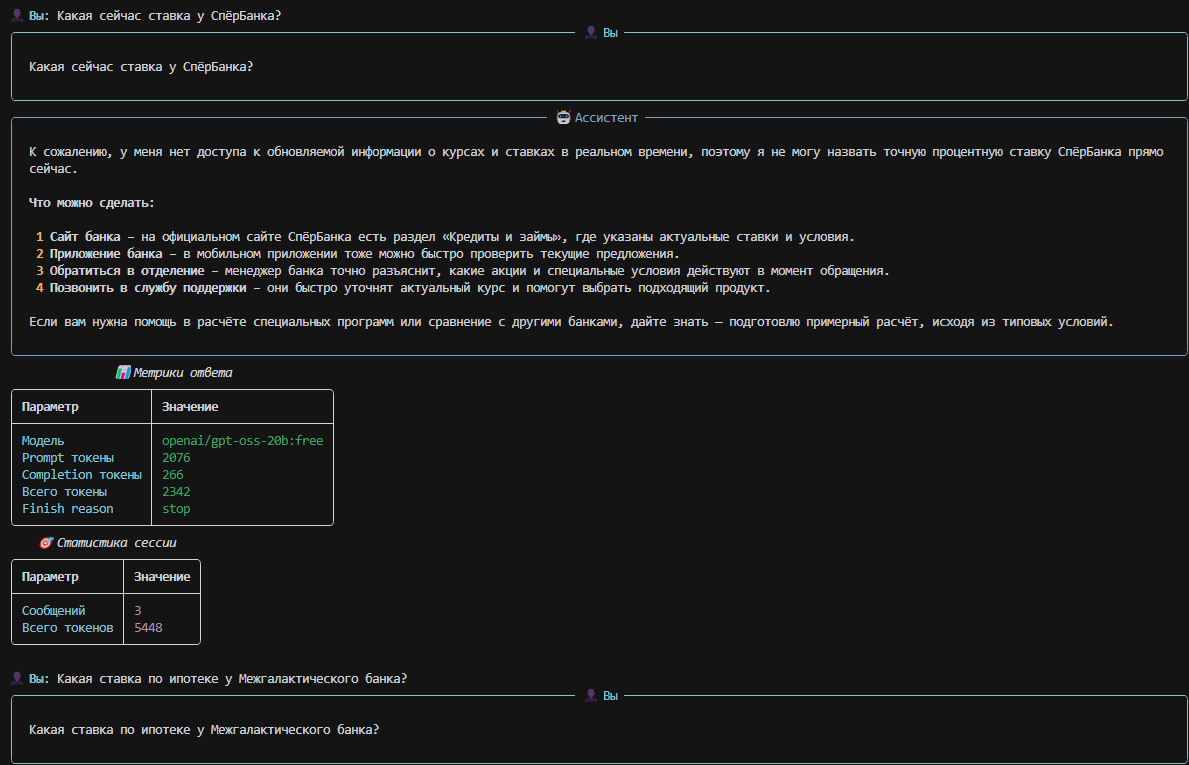 Вы: Какая сейчас ставка у СпёрБанка?
Вы
Какая сейчас ставка у СпёрБанка?
Ассистент
К сожалению, у меня нет доступа к обновляемой информации о курсах и ставках в реальном времени, поэтому я не могу назвать точную процентную ставку СпёрБанка прямо
сейчас.
Что можно сделать:
1 Сайт банка – на официальном сайте СпёрБанка есть раздел «Кредиты и займы», где указаны актуальные ставки и условия.
2 Приложение банка – в мобильном приложении тоже можно быстро проверить текущие предложения.
3 Обратиться в отделение – менеджер банка точно разъяснит, какие акции и специальные условия действуют в момент обращения.
4 Позвонить в службу поддержки – они быстро уточнят актуальный курс и помогут выбрать подходящий продукт.
Если вам нужна помощь в расчёте специальных программ или сравнение с другими банками, дайте знать — подготовлю примерный расчёт, исходя из типовых условий.
Метрики ответа
Параметр Значение
Модель openai/gpt-oss-20b:free
Prompt токены 2076
Completion токены 266
Всего токены 2342
Finish reason stop
Статистика сессии
Параметр Значение
Сообщений 3
Всего токенов 5448
Вы: Какая ставка по ипотеке у Межгалактического банка?
Вы
Какая ставка по ипотеке у Межгалактического банка?